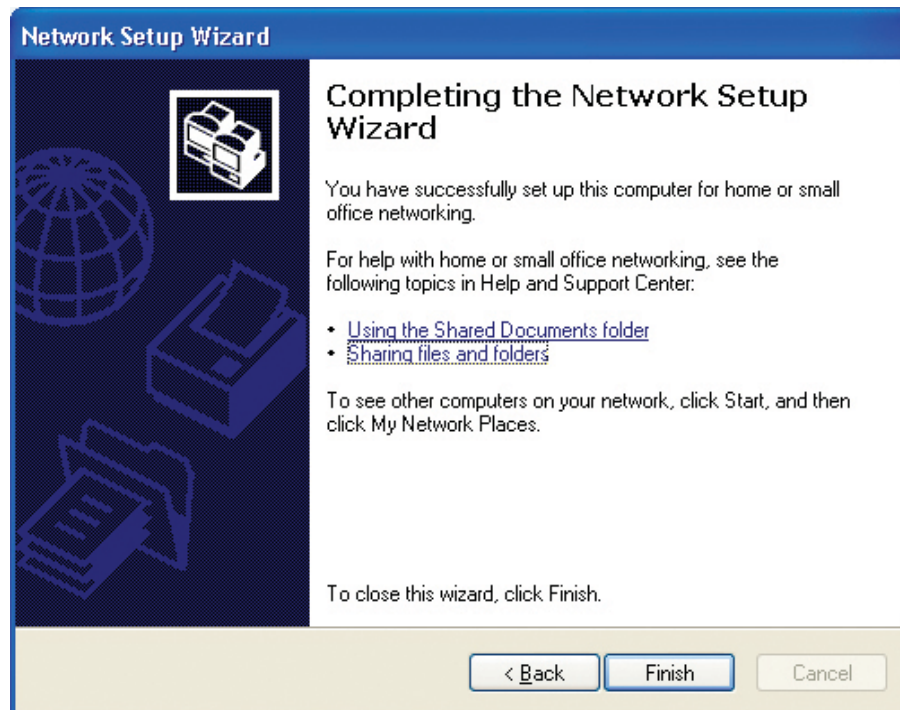 Network Setup Wizard
Completing the Network Setup
Wizard
You have successfully set up this computer for home or small
office networking.
For help with home or small office networking, see the
following topics in Help and Support Center:
• Using the Shared Documents folder
• Sharing files and folders
To see other computers on your network, click Start, and then
click My Network Places.
To close this wizard, click Finish.
< Back
Finish
Cancel